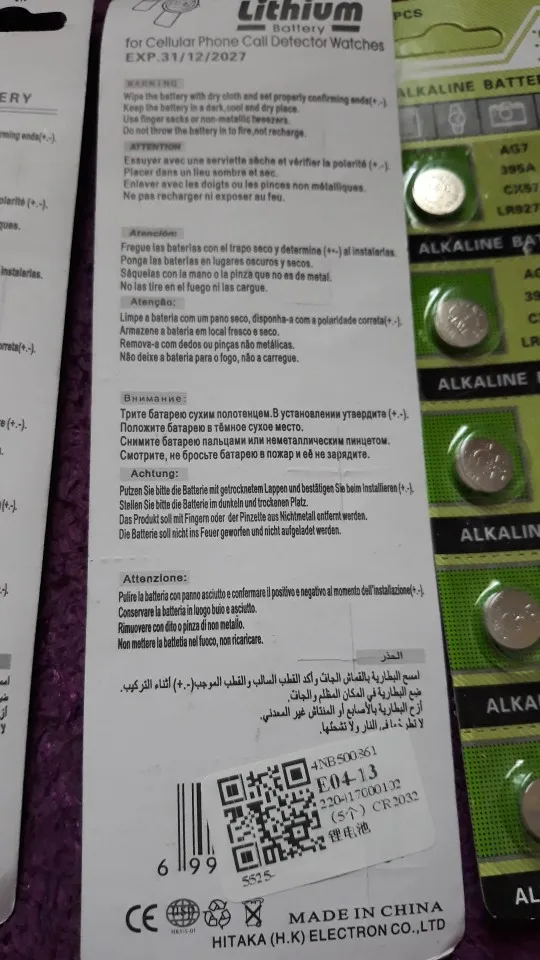 Lithium
Battery
for Cellular Phone Call Detector Watches
EXP.31/12/2027
WARNING
Wipe the battery with dry cloth and set properly confirming ends(+.-).
Keep the battery in a dark, cool and dry place.
Use finger sacks or non-metallic tweezers.
Do not throw the battery in to fire,not recharge.
ATTENTION
Essuyer avec une serviette sèche et vérifier la polarité (+.-).
Placer dans un lieu sombre et sec.
Enlever avec les doigts ou les pinces non métalliques.
Ne pas recharger ni exposer au feu.
Atención:
Fregue las baterías con el trapo seco y determine (+-) al instalarlas.
Ponga las baterías en lugares oscuros y secos.
Sáquelas con la mano o la pinza que no es de metal.
No las tire en el fuego ni las cargue.
Atenção:
Limpe a bateria com um pano seco, disponha-a com a polaridade correta(+,-).
Armazene a bateria em local fresco e seco.
Remova-a com dedos ou pinças não metálicas.
Não deixe a bateria para o fogo, não a carregue.
Внимание:
Трите батарею сухим полотенцем.В установлении утвердите (+.-).
Положите батарею в тёмное сухое место.
Снимите батарею пальцами или неметаллическим пинцетом.
Смотрите, не бросьте батарею в пожар и её не зарядите.
Achtung:
Putzen Sie bitte die Batterie mit getrocknetem Lappen und bestätigen Sie beim Installieren (+.-).
Stellen Sie bitte die Batterie im dunkeln und trockenen Platz.
Das Produkt soll mit Fingern oder der Pinzette aus Nichtmetall entfernt werden.
Die Batterie soll nicht ins Feuer geworfen und nicht aufgeladet werden.
Attenzione:
Pulire la batteria con panno asciutto e confermare il positivo e negativo al momento dell'installazione(+.-).
Conservare la batteria in luogo buio e asciutto.
Rimuovere con dito o pinza di non metallo.
Non mettere la battetia nel fuoco, non ricaricare.
الحذر
امسح البطارية بالقماش الجاف وأكد القطب السالب والقطب الموجب(-.+) أثناء التركيب.
ضع البطارية في المكان المظلم والجاف.
أزح البطارية بالأصابع أو المنتاش غير المعدني.
في النار ولا تشغلها.
4NB500361
E04-13
220417000102
(5个) CR2032
锂电池
5525-
6 99
CE
MADE IN CHINA
HITAKA (H.K) ELECTRON CO.,LTD
PCS
ALKALINE BATTE
AG7
395A
LR927
ALKALINE BAT
AG
39
LR
ALKALINE
ALKALIN
ALKA
AL
ERY